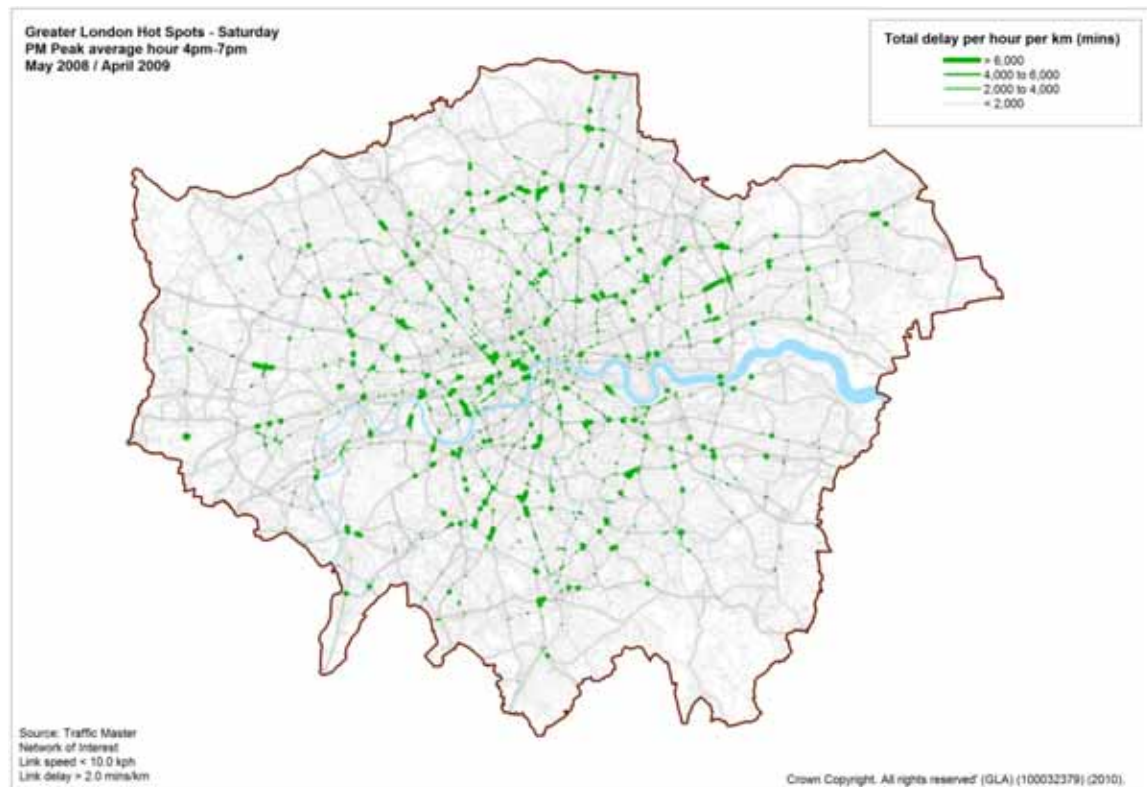 Greater London Hot Spots - Saturday
PM Peak average hour 4pm-7pm
May 2008 / April 2009
Total delay per hour per km (mins)
> 6,000
4,000 to 6,000
2,000 to 4,000
< 2,000
Source: Traffic Master
Network of Interest
Link speed < 10.0 kph
Link delay > 2.0 mins/km
Crown Copyright. All rights reserved' (GLA) (100032379) (2010).